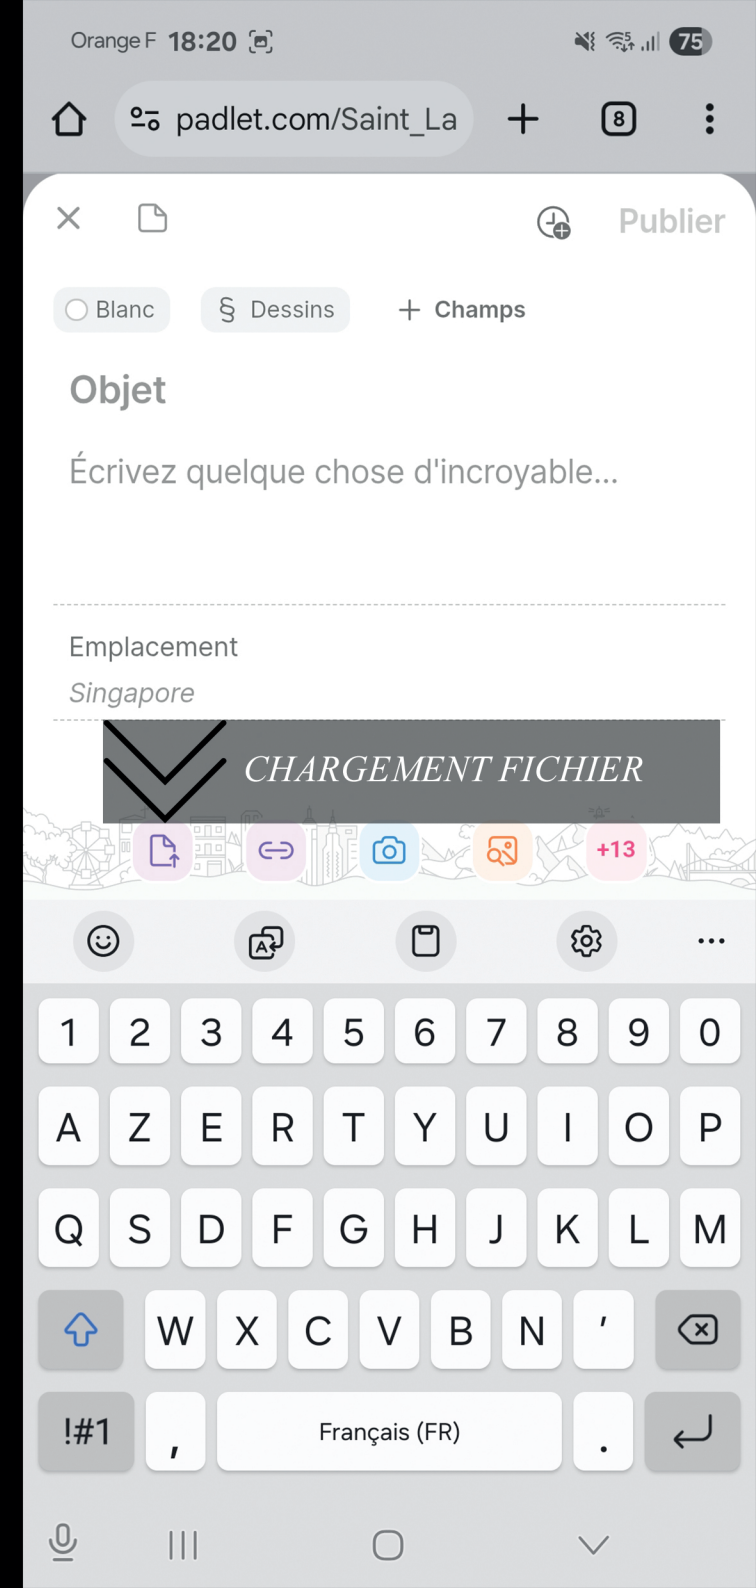 Orange F 18:20 5 75
padlet.com/Saint_La 8
Publier
Blanc § Dessins + Champs
Objet
Écrivez quelque chose d'incroyable...
Emplacement
Singapore
CHARGEMENT FICHIER
+13
A
1 2 3 4 5 6 7 8 9 0
A Z E R T Y U I O P
Q S D F G H J K L M
W X C V B N '
!#1 , Français (FR) .